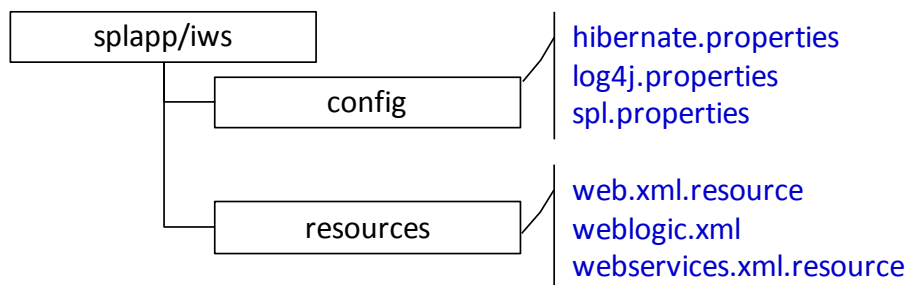 splapp/iws
config
hibernate.properties
log4j.properties
spl.properties
resources
web.xml.resource
weblogic.xml
webservices.xml.resource